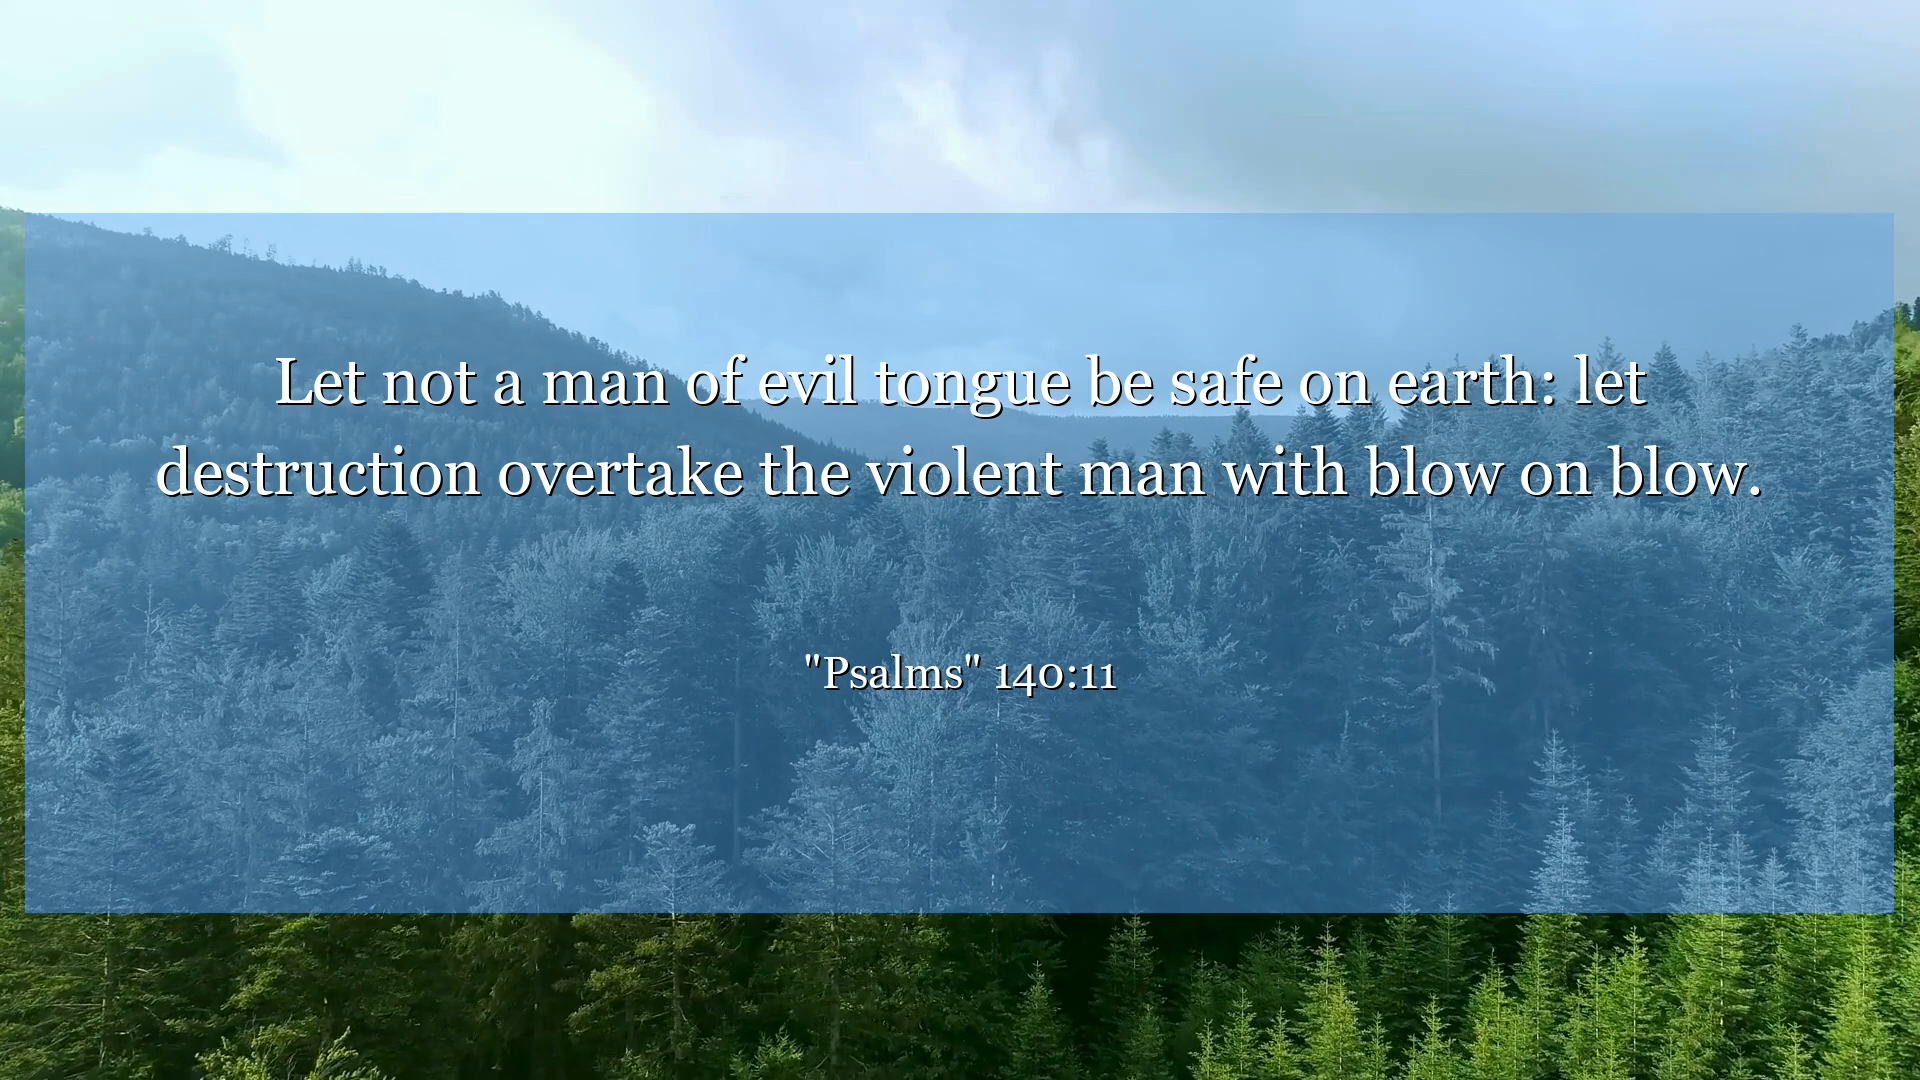 Let not a man of evil tongue be safe on earth: let
destruction overtake the violent man with blow on blow.
"Psalms" 140:11